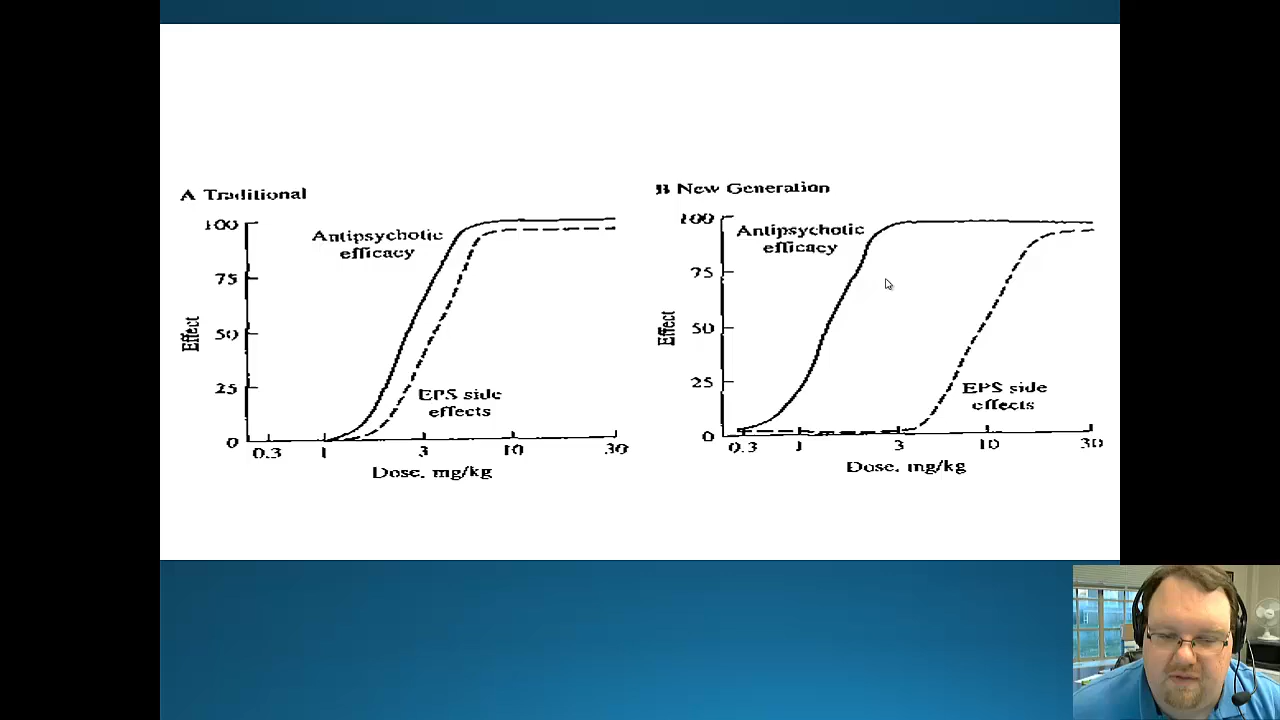 A Traditional
100
75
50
25
0
Effect
Antipsychotic
efficacy
EPS side
effects
0.3 1 3 10 30
Dose, mg/kg
B New Generation
100
75
50
25
0
Effect
Antipsychotic
efficacy
EPS side
effects
0.3 1 3 10 30
Dose, mg/kg